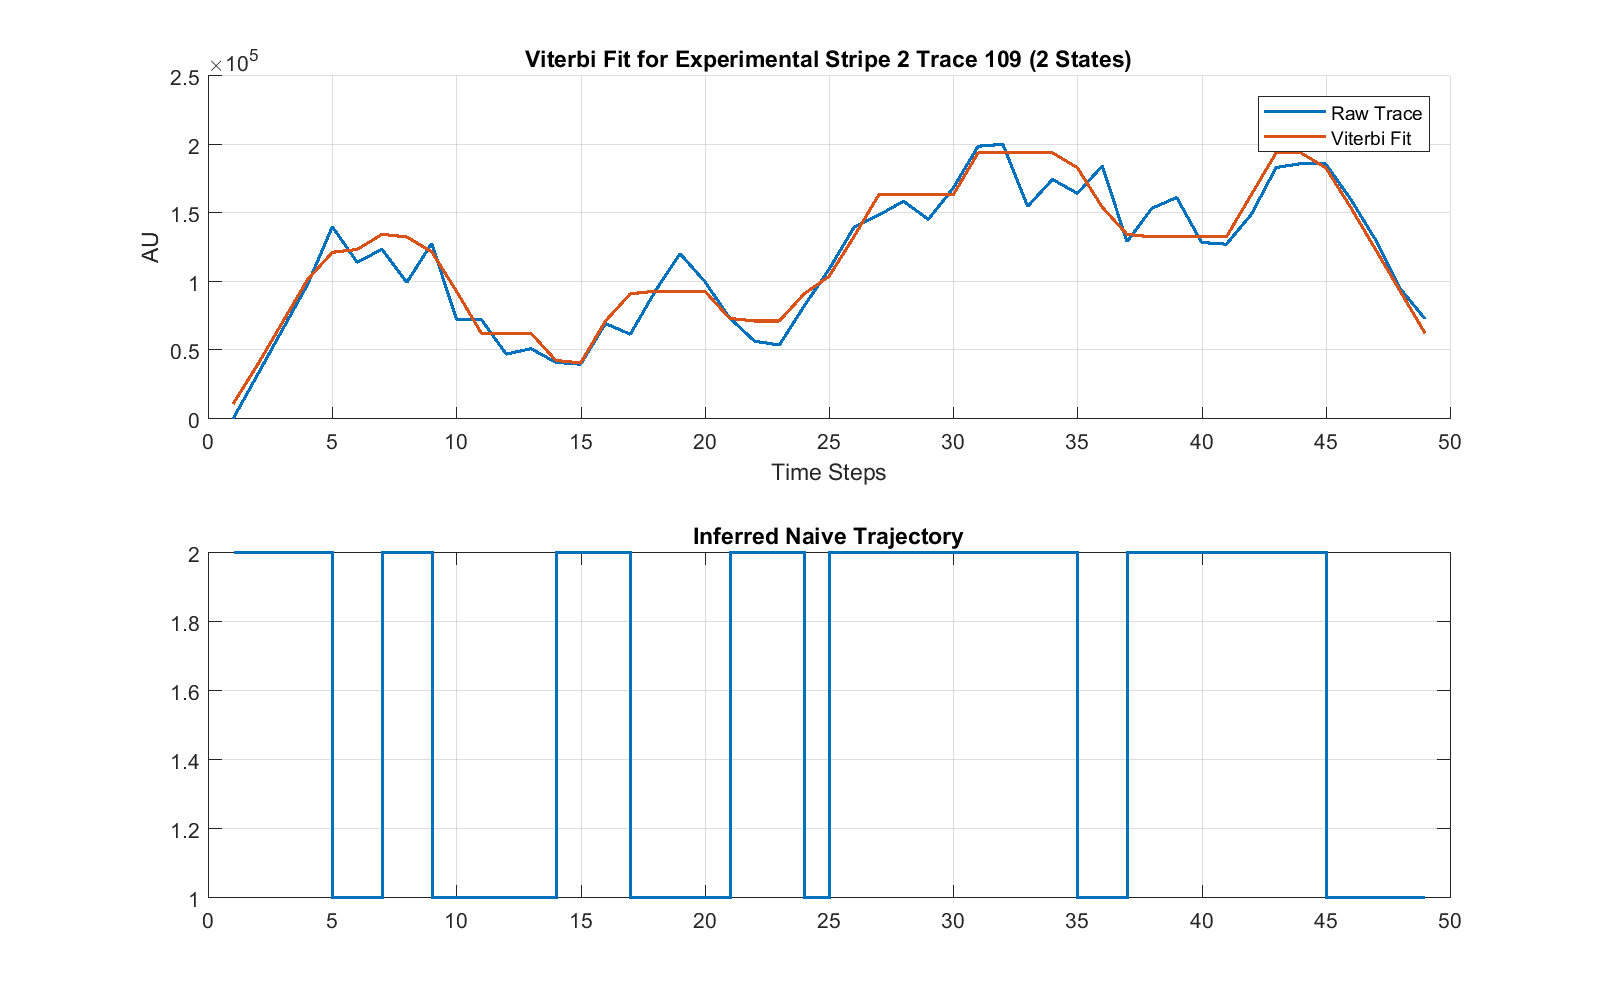 Viterbi Fit for Experimental Stripe 2 Trace 109 (2 States)
×10^5
2.5
2
1.5
1
0.5
0
AU
Raw Trace
Viterbi Fit
0 5 10 15 20 25 30 35 40 45 50
Time Steps
Inferred Naive Trajectory
2
1.8
1.6
1.4
1.2
1
0 5 10 15 20 25 30 35 40 45 50